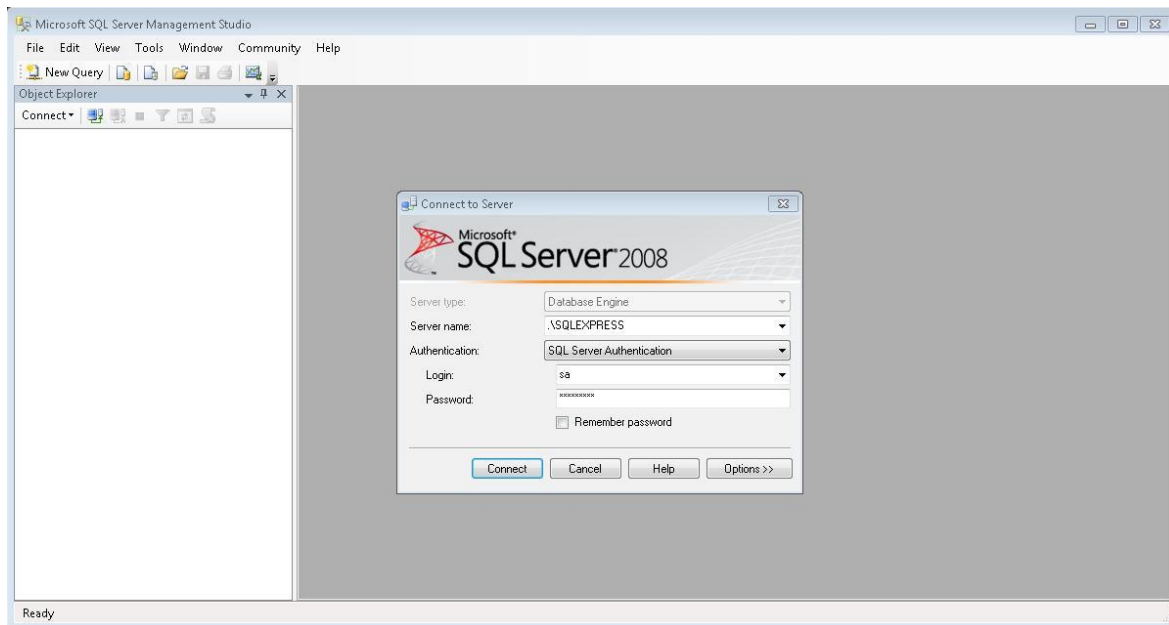 Microsoft SQL Server Management Studio
File Edit View Tools Window Community Help
New Query
Object Explorer
Connect
Connect to Server
Microsoft®
SQL Server® 2008
Server type: Database Engine
Server name: .\SQLEXPRESS
Authentication: SQL Server Authentication
Login: sa
Password: *********
Remember password
Connect Cancel Help Options >>
Ready